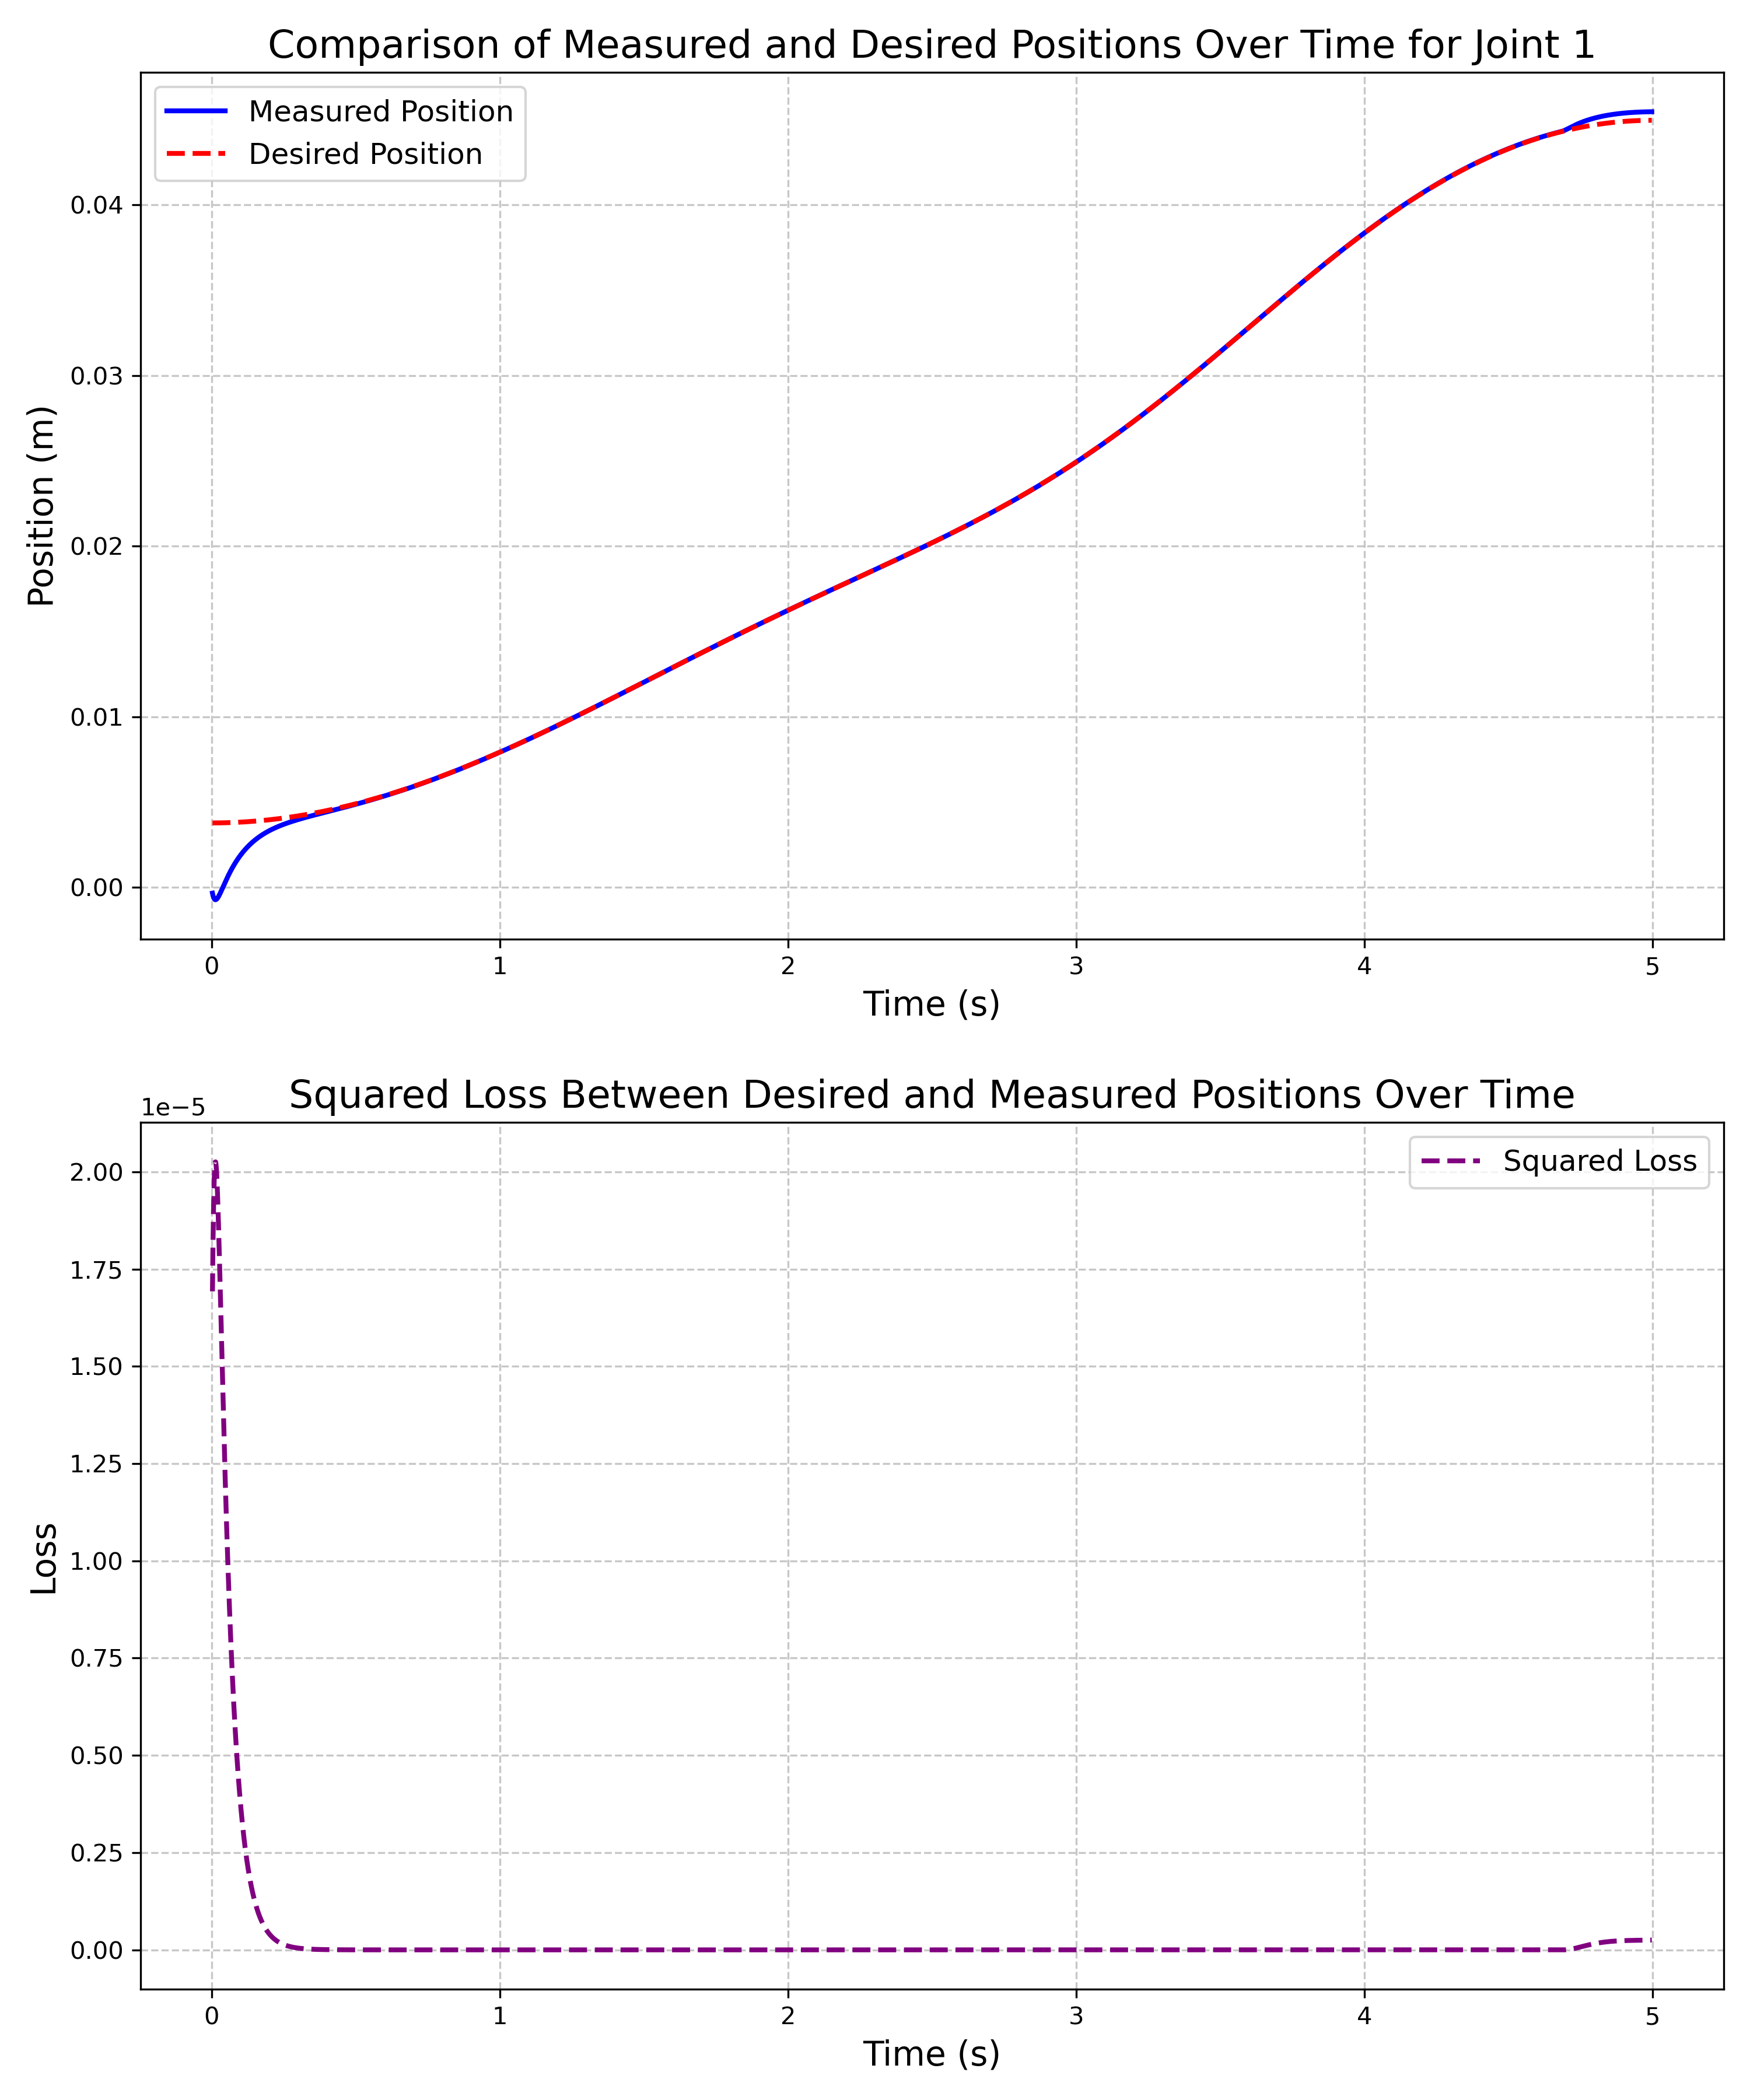 Comparison of Measured and Desired Positions Over Time for Joint 1
Measured Position
Desired Position
Position (m)
0.04
0.03
0.02
0.01
0.00
0 1 2 3 4 5
Time (s)
Squared Loss Between Desired and Measured Positions Over Time
1e−5
Squared Loss
Loss
2.00
1.75
1.50
1.25
1.00
0.75
0.50
0.25
0.00
0 1 2 3 4 5
Time (s)